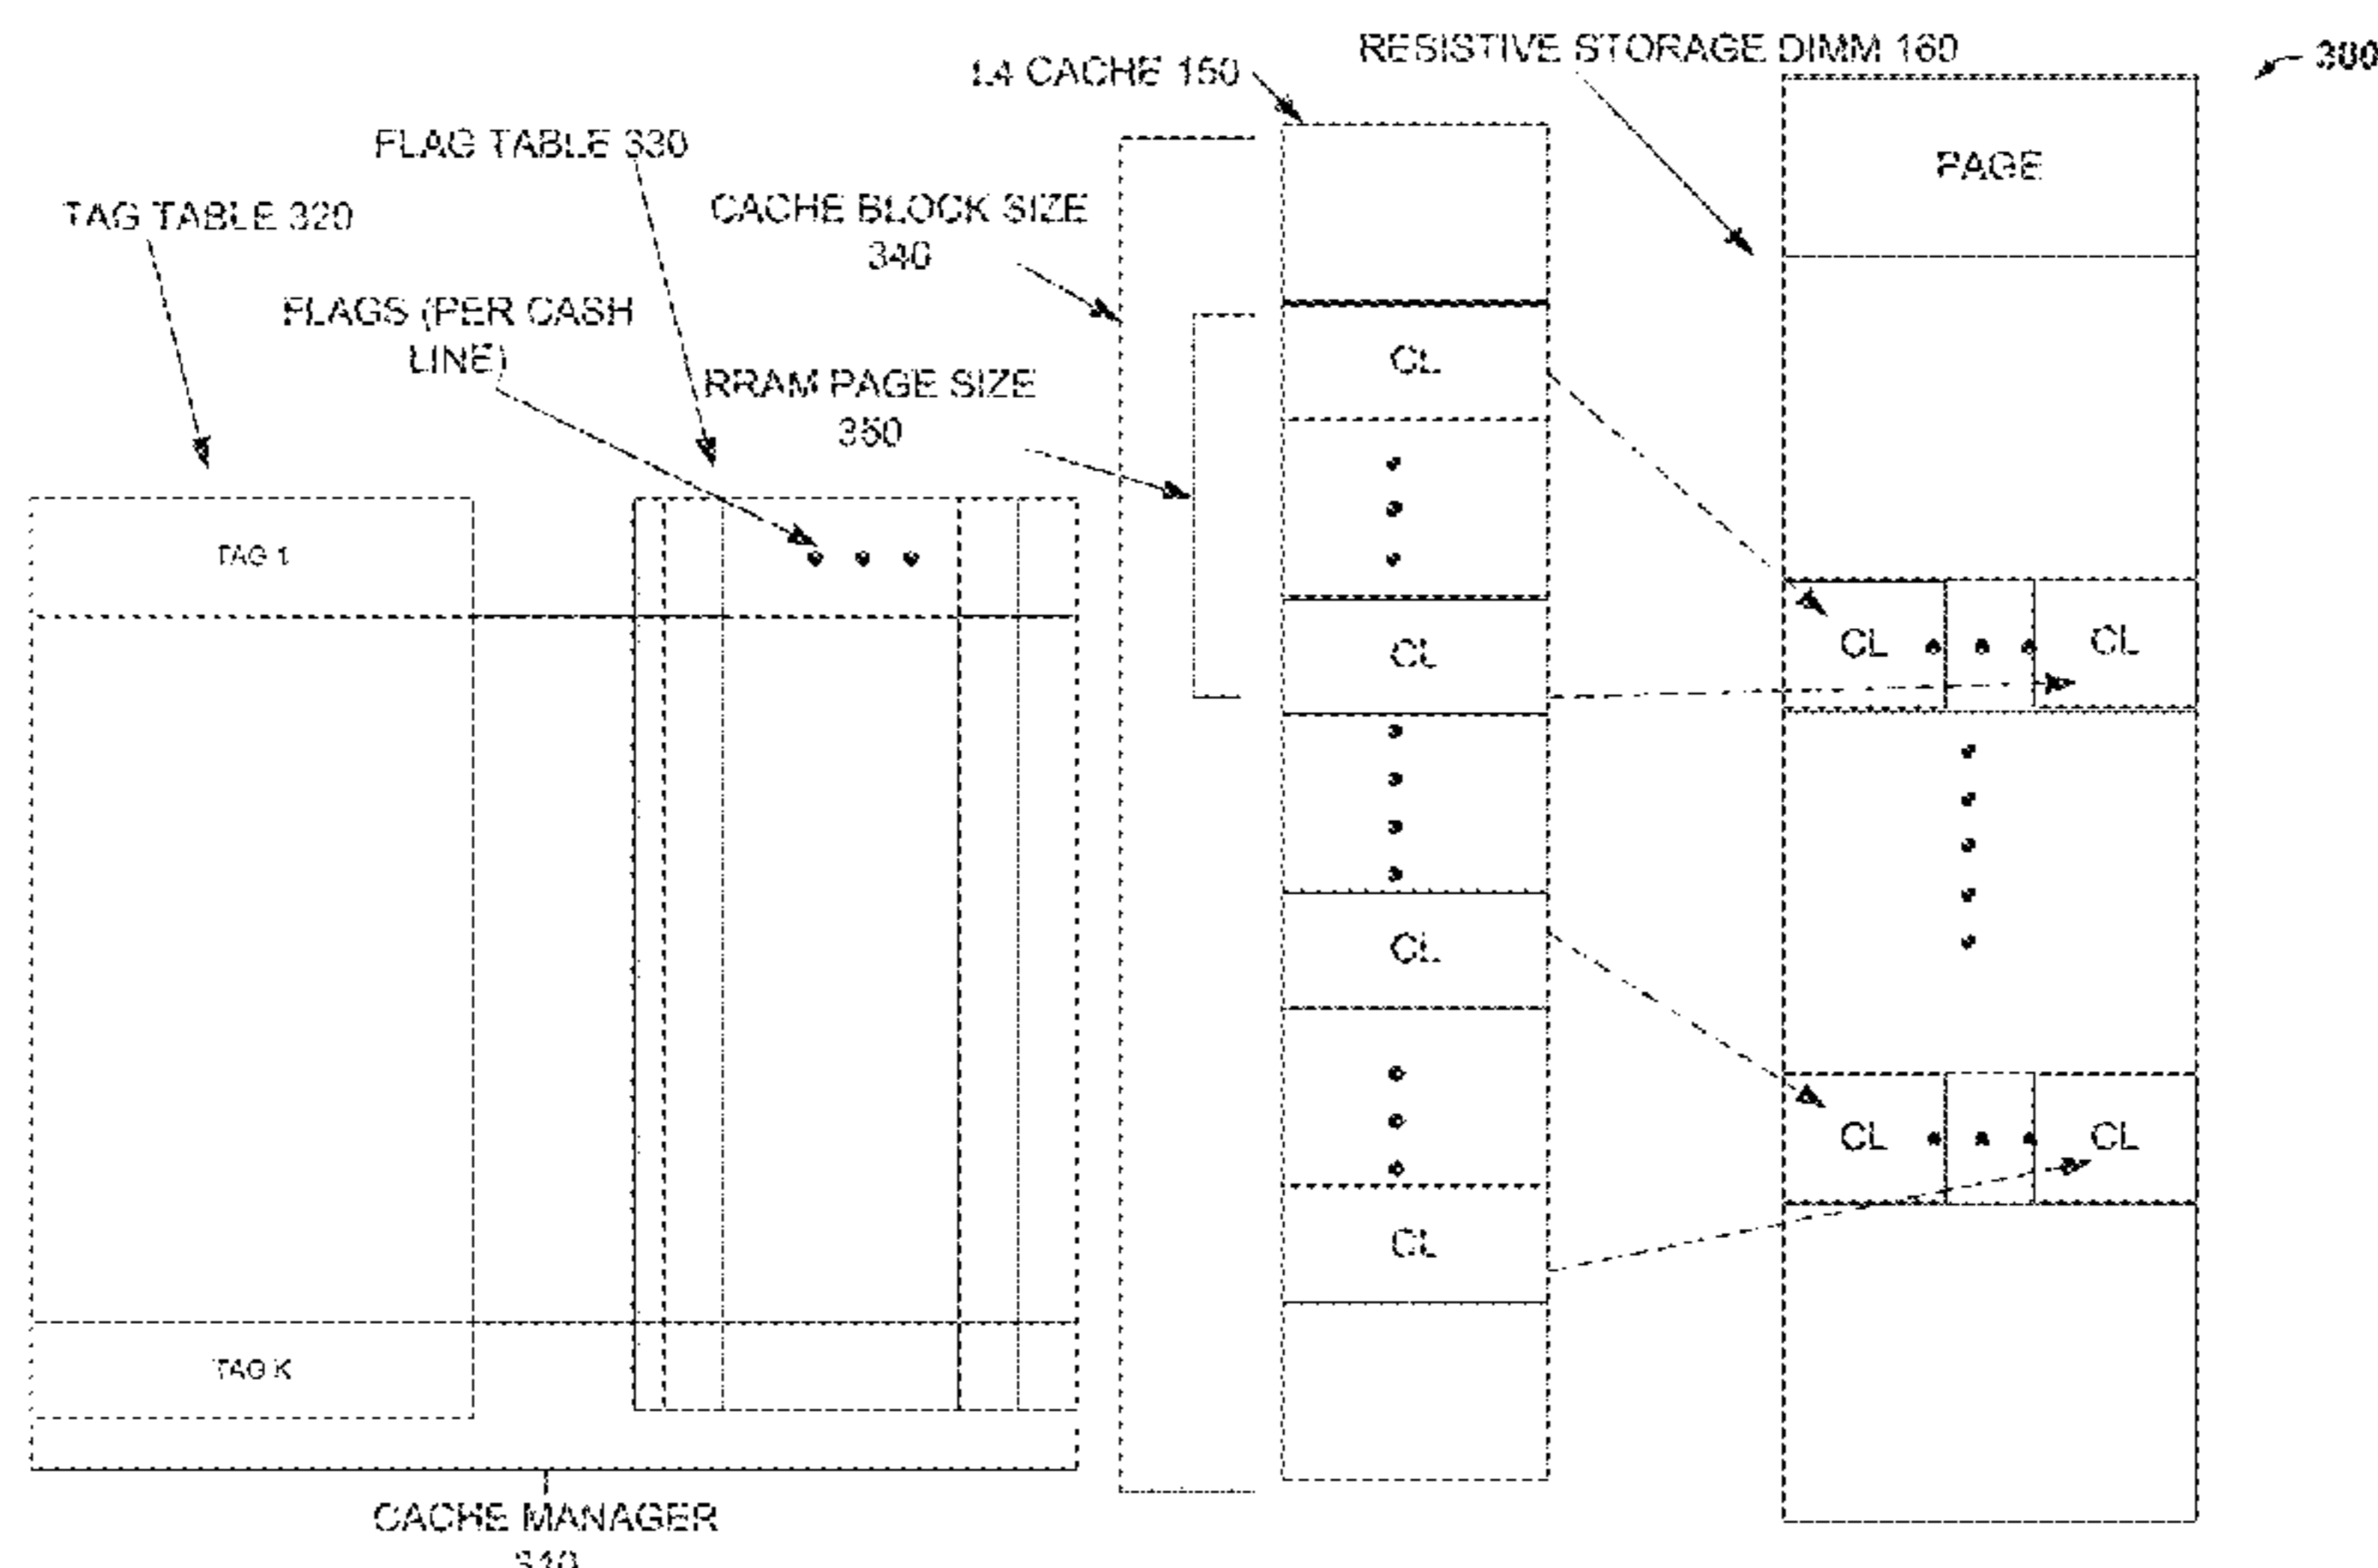 RESISTIVE STORAGE DIMM 160
300
L4 CACHE 150
FLAG TABLE 330
PAGE
TAG TABLE 320
CACHE BLOCK SIZE
340
FLAGS (PER CASH
LINE)
RRAM PAGE SIZE
350
CL
TAG 1
CL
CL
CL
CL
CL
CL
CL
TAG K
CACHE MANAGER
310